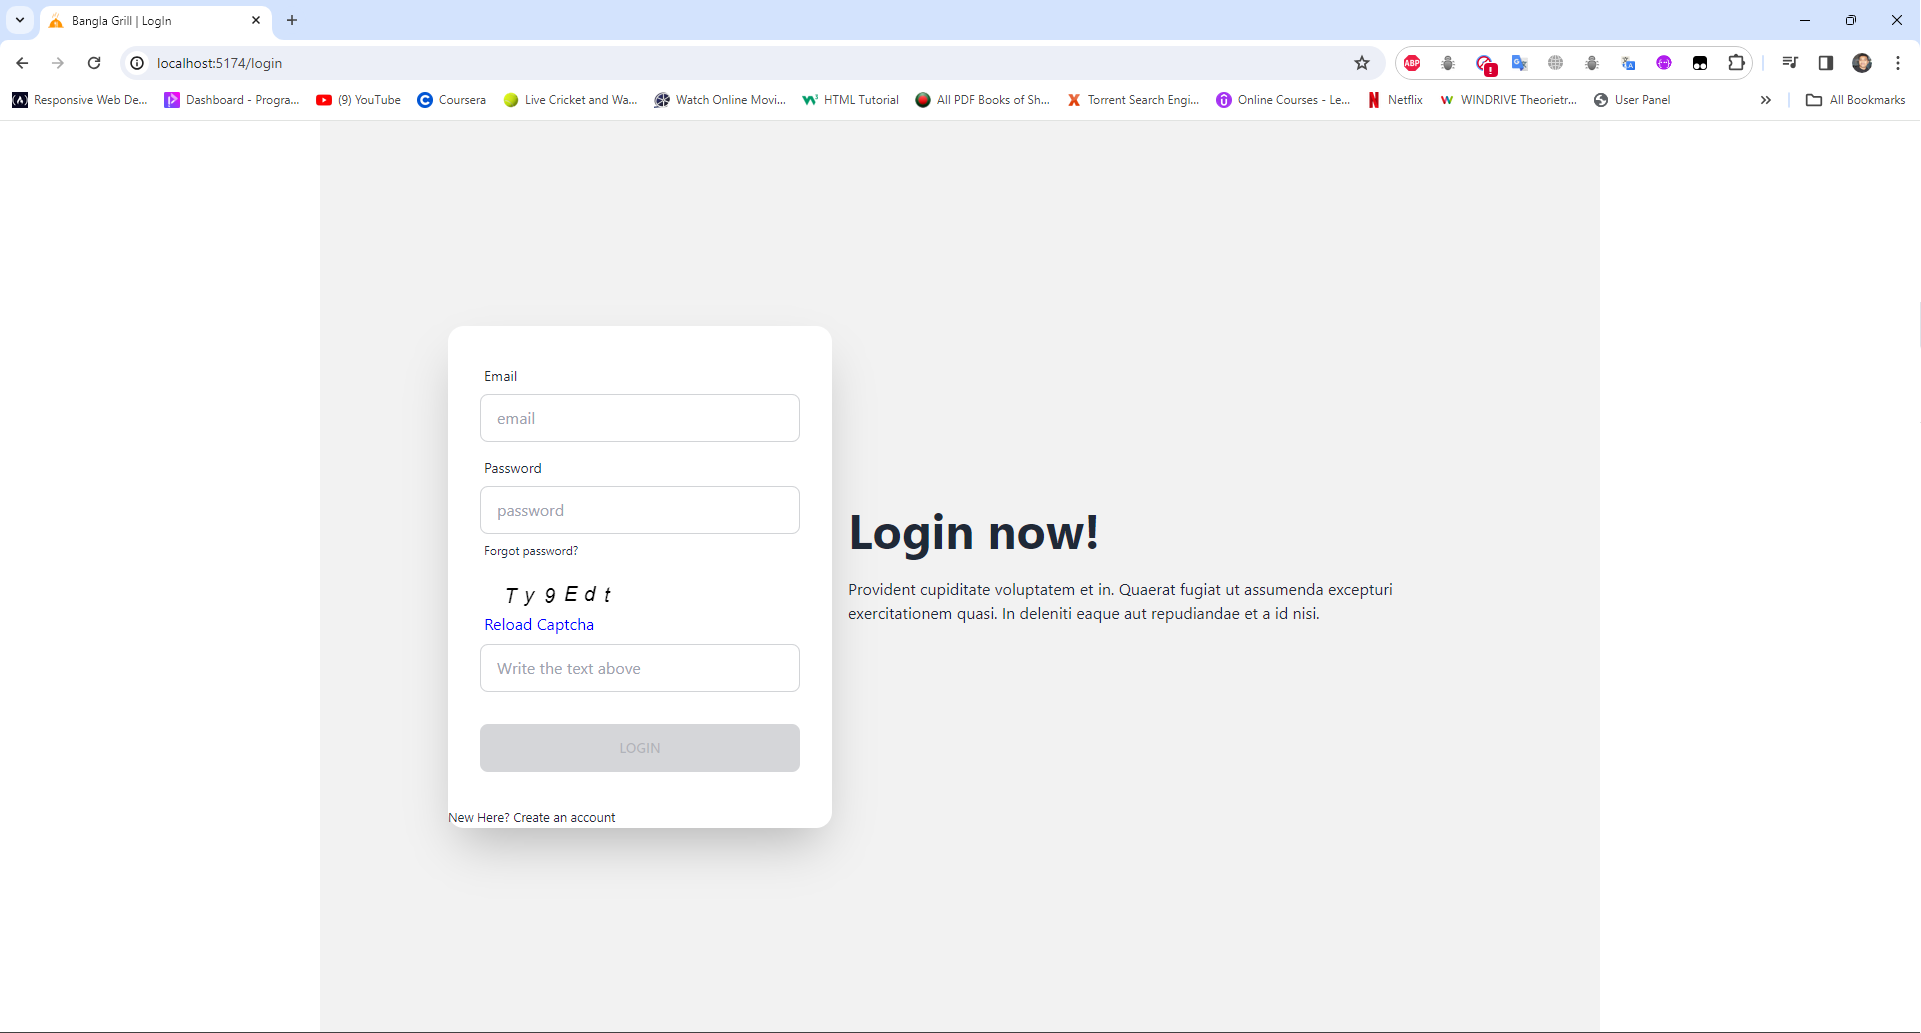 Bangla Grill | LogIn
localhost:5174/login
ABP
Responsive Web De... Dashboard - Progra... (9) YouTube Coursera Live Cricket and Wa... Watch Online Movi... HTML Tutorial All PDF Books of Sh... Torrent Search Engi... Online Courses - Le... Netflix WINDRIVE Theorietr... User Panel All Bookmarks
Email
email
Password
password
Forgot password?
T y 9 E d t
Reload Captcha
Write the text above
LOGIN
New Here? Create an account
Login now!
Provident cupiditate voluptatem et in. Quaerat fugiat ut assumenda excepturi
exercitationem quasi. In deleniti eaque aut repudiandae et a id nisi.